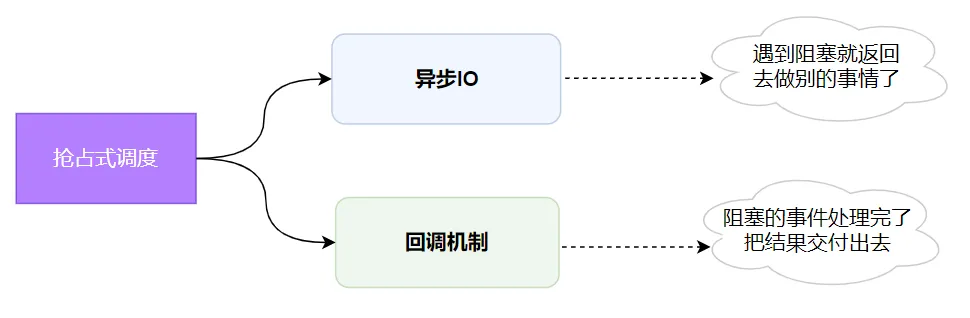 抢占式调度
异步IO
遇到阻塞就返回
去做别的事情了
回调机制
阻塞的事件处理完了
把结果交付出去